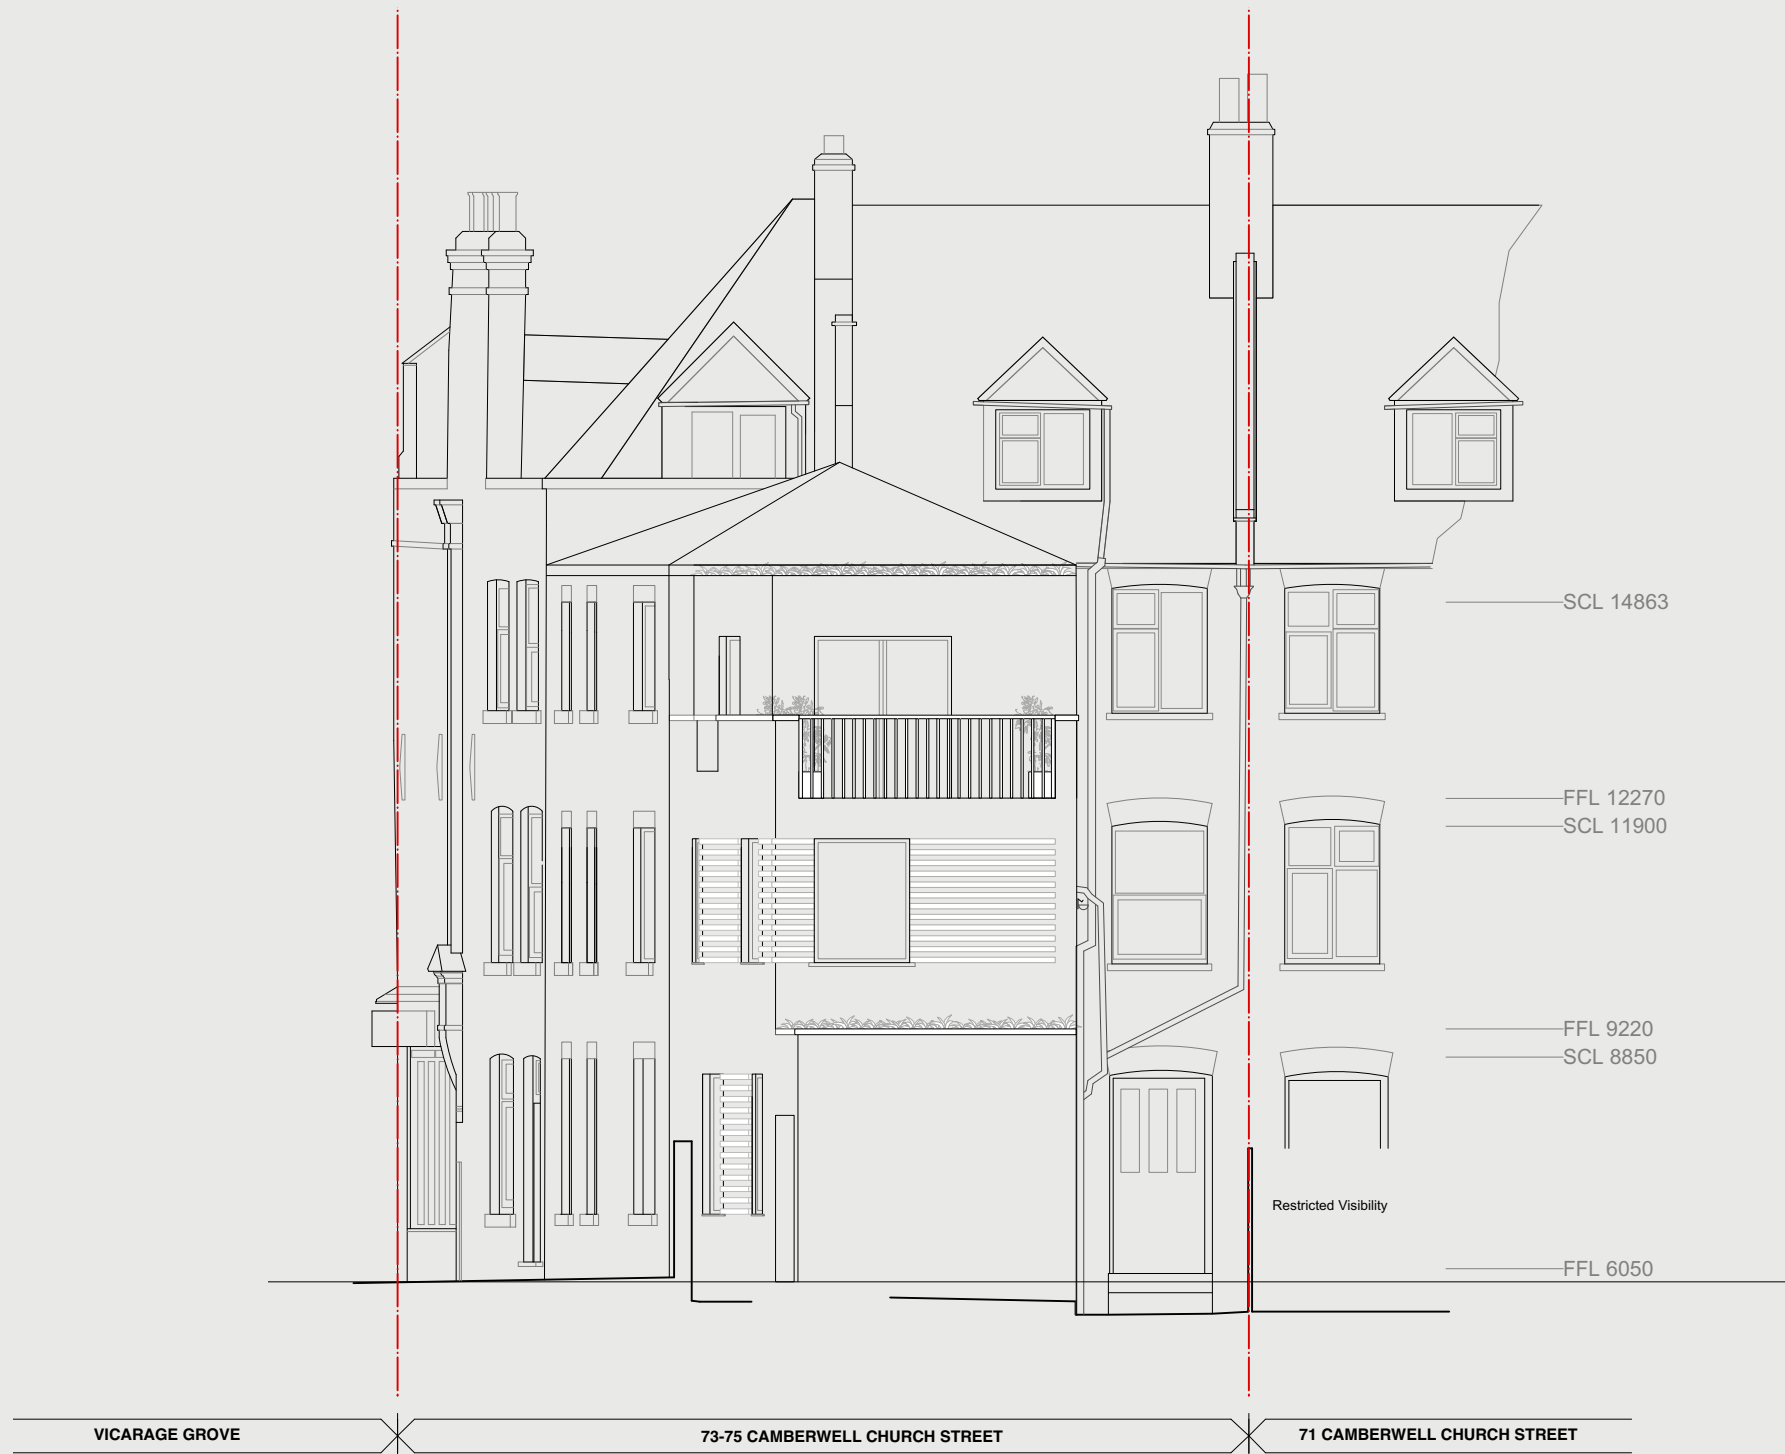 SCL 14863
FFL 12270
SCL 11900
FFL 9220
SCL 8850
Restricted Visibility
FFL 6050
VICARAGE GROVE
73-75 CAMBERWELL CHURCH STREET
71 CAMBERWELL CHURCH STREET